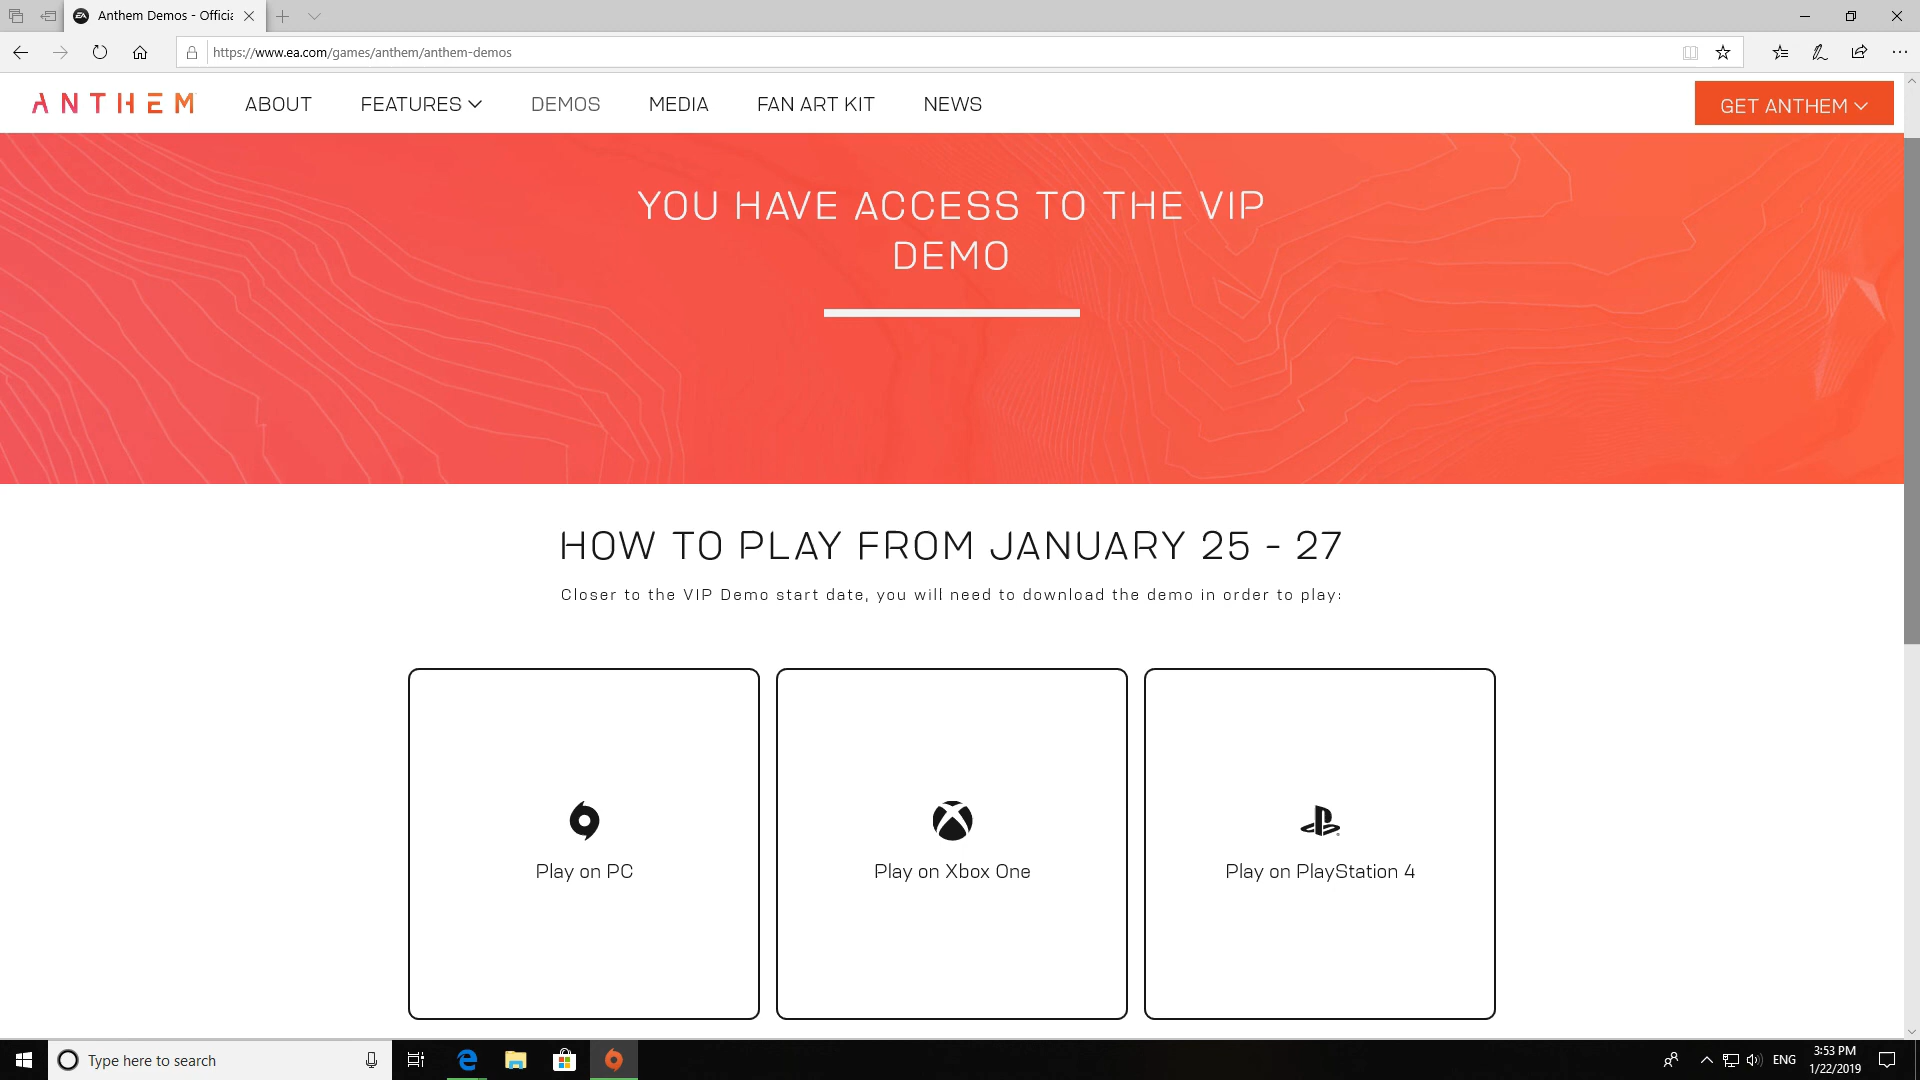 Anthem Demos - Officia
https://www.ea.com/games/anthem/anthem-demos
ANTHEM ABOUT FEATURES DEMOS MEDIA FAN ART KIT NEWS GET ANTHEM
YOU HAVE ACCESS TO THE VIP
DEMO
HOW TO PLAY FROM JANUARY 25 - 27
Closer to the VIP Demo start date, you will need to download the demo in order to play:
Play on PC
Play on Xbox One
Play on PlayStation 4
Type here to search
ENG
3:53 PM
1/22/2019